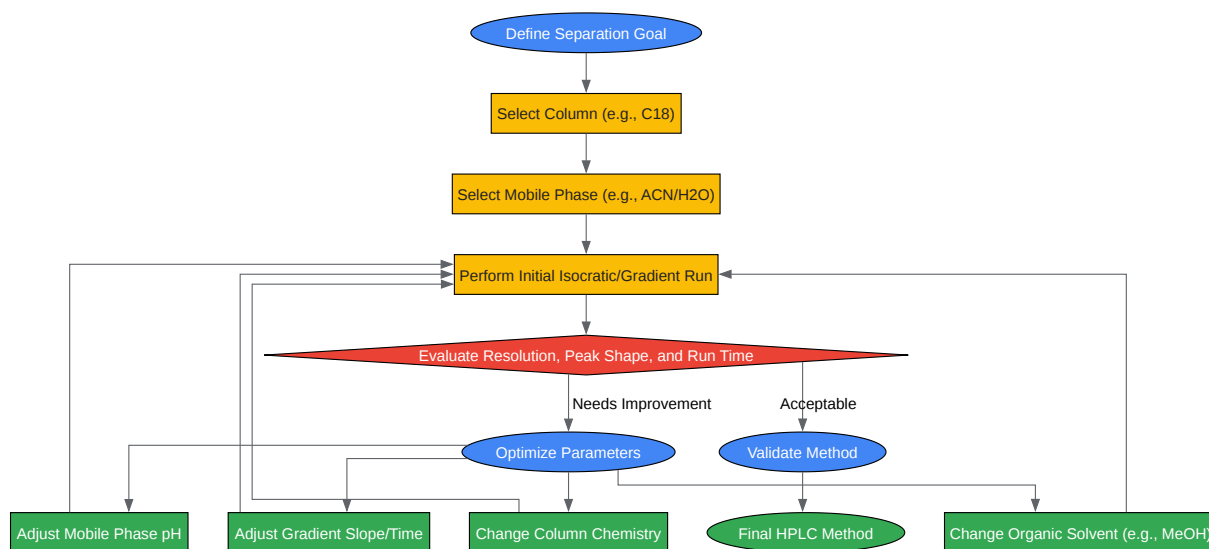 Define Separation Goal
Select Column (e.g., C18)
Select Mobile Phase (e.g., ACN/H2O)
Perform Initial Isocratic/Gradient Run
Evaluate Resolution, Peak Shape, and Run Time
Needs Improvement
Acceptable
Optimize Parameters
Validate Method
Adjust Mobile Phase pH
Adjust Gradient Slope/Time
Change Column Chemistry
Final HPLC Method
Change Organic Solvent (e.g., MeOH)